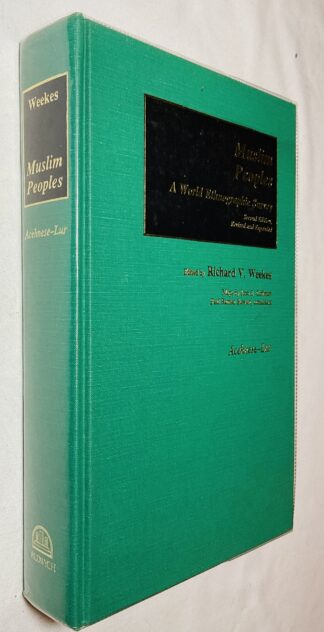 Weekes
Muslim
Peoples
Acehnese–Lur
Muslim
Peoples
A World Ethnographic Survey
Second Edition,
Revised and Expanded
Edited by Richard V. Weekes
Acehnese–Lur